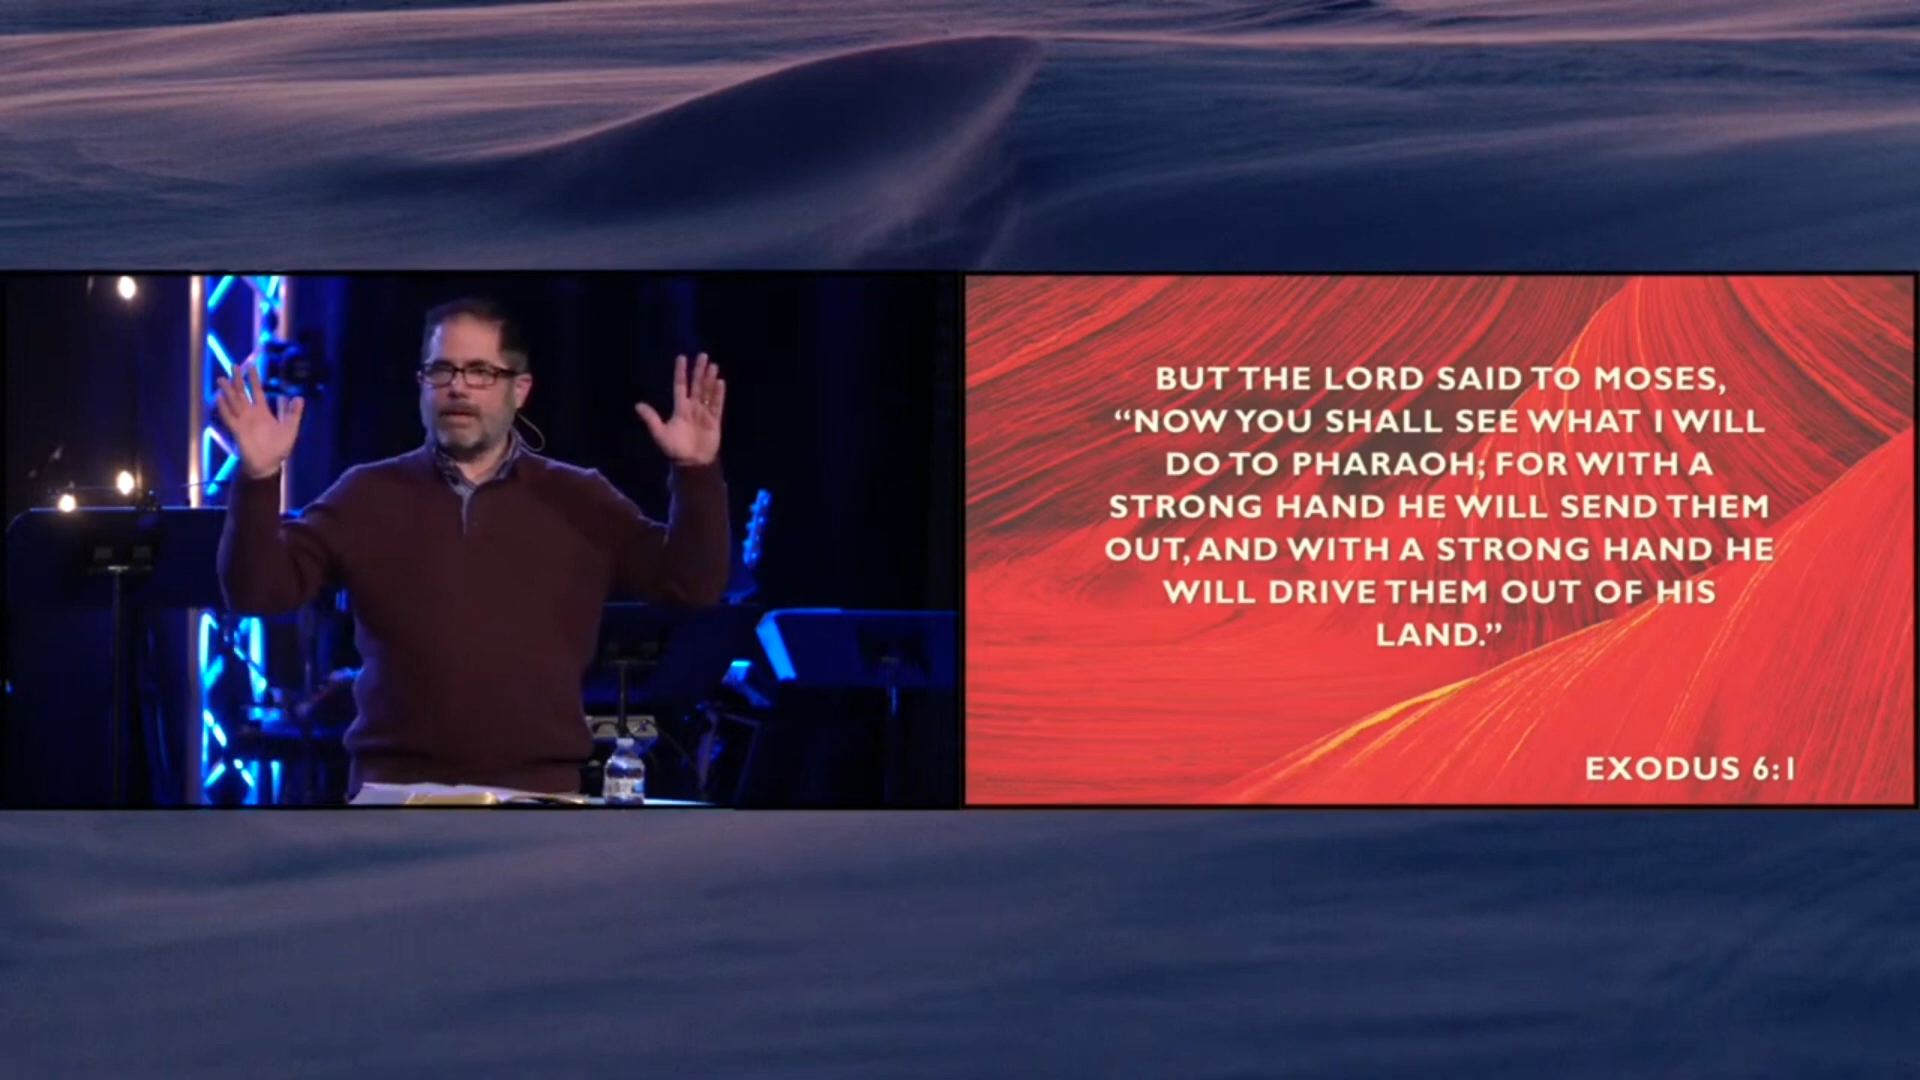 BUT THE LORD SAID TO MOSES,
“NOW YOU SHALL SEE WHAT I WILL
DO TO PHARAOH; FOR WITH A
STRONG HAND HE WILL SEND THEM
OUT, AND WITH A STRONG HAND HE
WILL DRIVE THEM OUT OF HIS
LAND.”
EXODUS 6:1